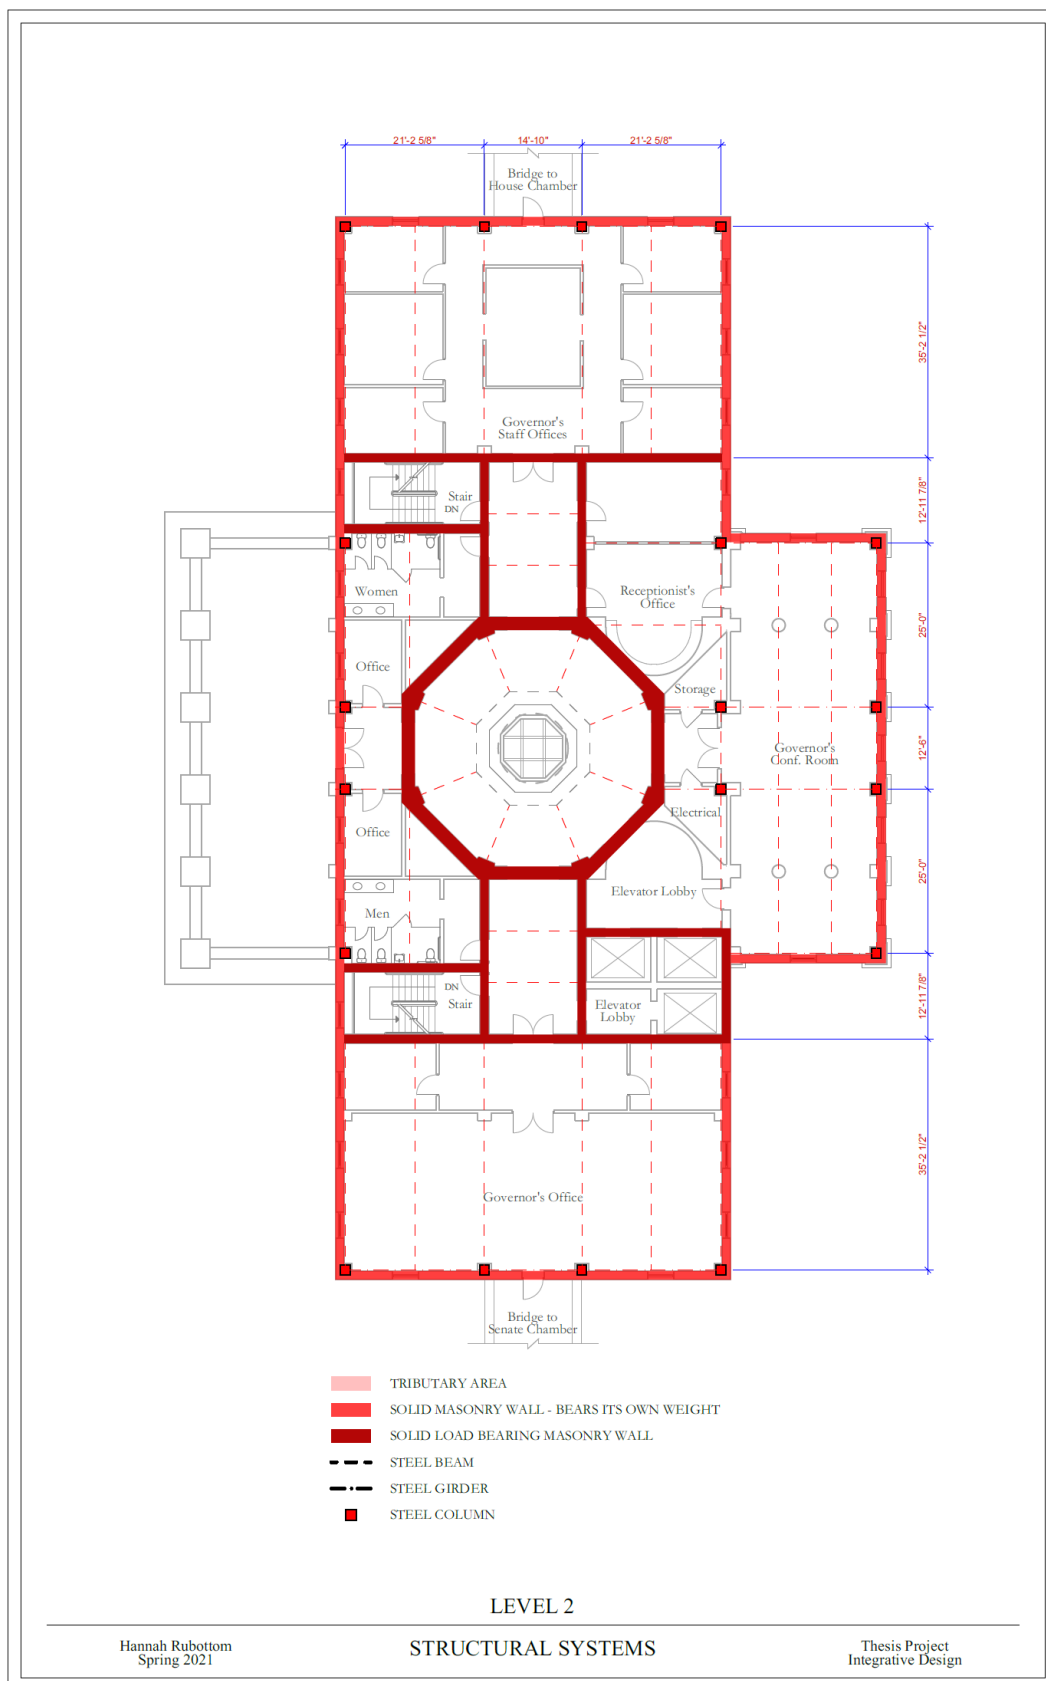 21'-2 5/8"
14'-10"
21'-2 5/8"
Bridge to
House Chamber
35'-2 1/2"
Governor's
Staff Offices
12'-11 7/8"
Stair
DN
Women
Receptionist's
Office
25'-0"
Office
Storage
Governor's
Conf. Room
12'-6"
Office
Electrical
Elevator Lobby
25'-0"
Men
DN
Stair
Elevator
Lobby
12'-11 7/8"
35'-2 1/2"
Governor's Office
Bridge to
Senate Chamber
TRIBUTARY AREA
SOLID MASONRY WALL - BEARS ITS OWN WEIGHT
SOLID LOAD BEARING MASONRY WALL
STEEL BEAM
STEEL GIRDER
STEEL COLUMN
LEVEL 2
Hannah Rubottom
Spring 2021
STRUCTURAL SYSTEMS
Thesis Project
Integrative Design